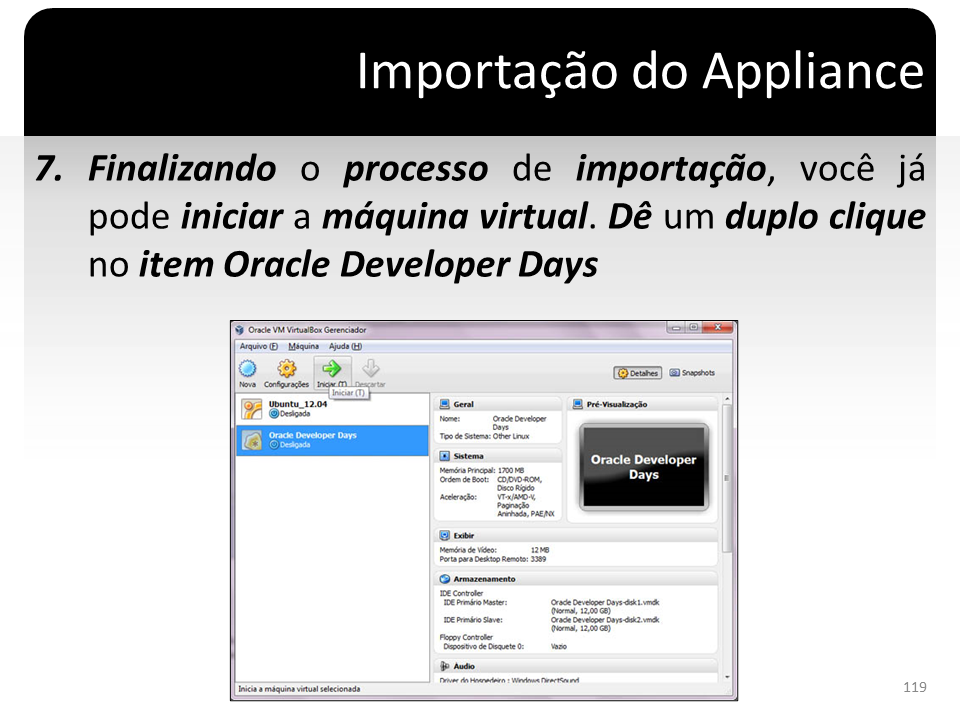 Importação do Appliance
7. Finalizando o processo de importação, você já
pode iniciar a máquina virtual. Dê um duplo clique
no item Oracle Developer Days
Oracle VM VirtualBox Gerenciador
Arquivo (F) Máquina Ajuda (H)
Nova Configurações Iniciar (T) Descartar
Detalhes Snapshots
Iniciar (T)
Ubuntu_12.04
Desligada
Oracle Developer Days
Desligada
Geral
Nome: Oracle Developer
Days
Tipo de Sistema: Other Linux
Sistema
Memória Principal: 1700 MB
Ordem de Boot: CD/DVD-ROM,
Disco Rígido
Aceleração: VT-x/AMD-V,
Paginação
Aninhada, PAE/NX
Pré-Visualização
Oracle Developer
Days
Exibir
Memória de Vídeo: 12 MB
Porta para Desktop Remoto: 3389
Armazenamento
IDE Controller
IDE Primário Master: Oracle Developer Days-disk1.vmdk
(Normal, 12,00 GB)
IDE Primário Slave: Oracle Developer Days-disk2.vmdk
(Normal, 12,00 GB)
Floppy Controller
Dispositivo de Disquete 0: Vazio
Áudio
Driver do Hospedeiro : Windows DirectSound
Inicia a máquina virtual selecionada
119